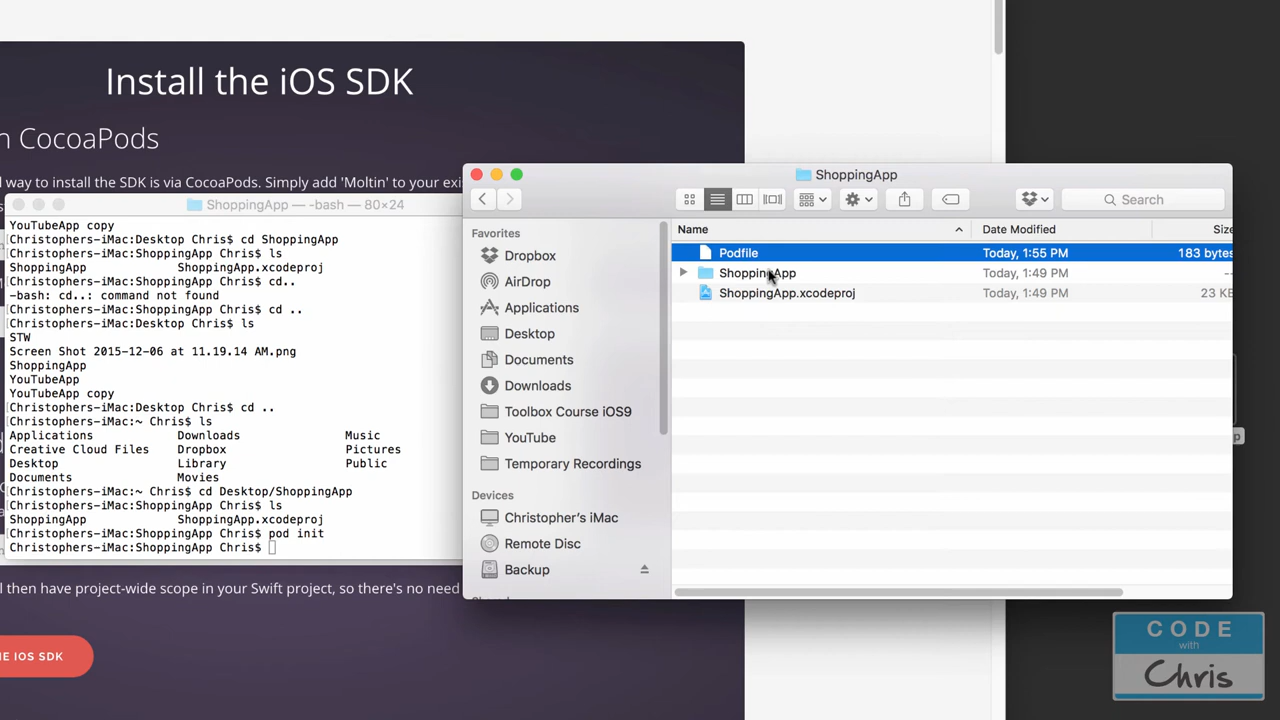 Install the iOS SDK
n CocoaPods
d way to install the SDK is via CocoaPods. Simply add 'Moltin' to your exi
ShoppingApp — -bash — 80×24
YouTubeApp copy
Christophers-iMac:Desktop Chris$ cd ShoppingApp
Christophers-iMac:Desktop Chris$ ls
ShoppingApp ShoppingApp.xcodeproj
Christophers-iMac:ShoppingApp Chris$ cd..
-bash: cd..: command not found
Christophers-iMac:ShoppingApp Chris$ cd ..
Christophers-iMac:Desktop Chris$ ls
STW
Screen Shot 2015-12-06 at 11.19.14 AM.png
ShoppingApp
YouTubeApp
YouTubeApp copy
Christophers-iMac:Desktop Chris$ cd ..
Christophers-iMac:~ Chris$ ls
Applications Downloads Music
Creative Cloud Files Dropbox Pictures
Desktop Library Public
Documents Movies
Christophers-iMac:~ Chris$ cd Desktop/ShoppingApp
Christophers-iMac:ShoppingApp Chris$ ls
ShoppingApp ShoppingApp.xcodeproj
Christophers-iMac:ShoppingApp Chris$ pod init
Christophers-iMac:ShoppingApp Chris$
l then have project-wide scope in your Swift project, so there's no need
E IOS SDK
ShoppingApp
Search
Favorites
Dropbox
AirDrop
Applications
Desktop
Documents
Downloads
Toolbox Course iOS9
YouTube
Temporary Recordings
Devices
Christopher's iMac
Remote Disc
Backup
Name Date Modified Size
Podfile Today, 1:55 PM 183 bytes
ShoppingApp Today, 1:49 PM --
ShoppingApp.xcodeproj Today, 1:49 PM 23 KB
p
CODE
with
Chris